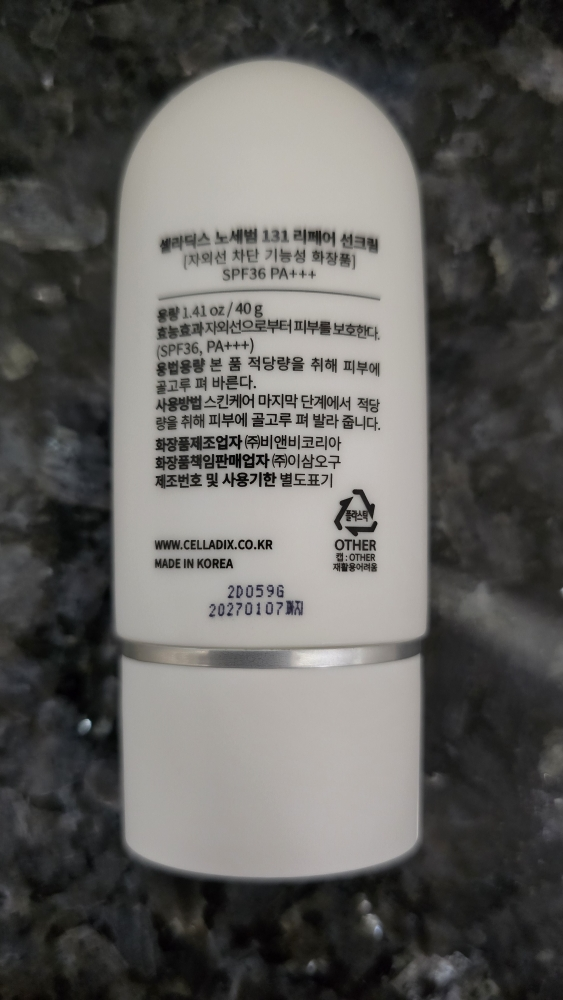 셀라딕스 노세범 131 리페어 선크림
[자외선 차단 기능성 화장품]
SPF36 PA+++
용량 1.41 oz / 40 g
효능효과 자외선으로부터 피부를 보호한다.
(SPF36, PA+++)
용법용량 본 품 적당량을 취해 피부에
골고루 펴 바른다.
사용방법 스킨케어 마지막 단계에서 적당
량을 취해 피부에 골고루 펴 발라 줍니다.
화장품제조업자 ㈜비앤비코리아
화장품책임판매업자 ㈜이삼오구
제조번호 및 사용기한 별도표기
플라스틱
OTHER
캡 : OTHER
재활용어려움
WWW.CELLADIX.CO.KR
MADE IN KOREA
2D059G
20270107까지